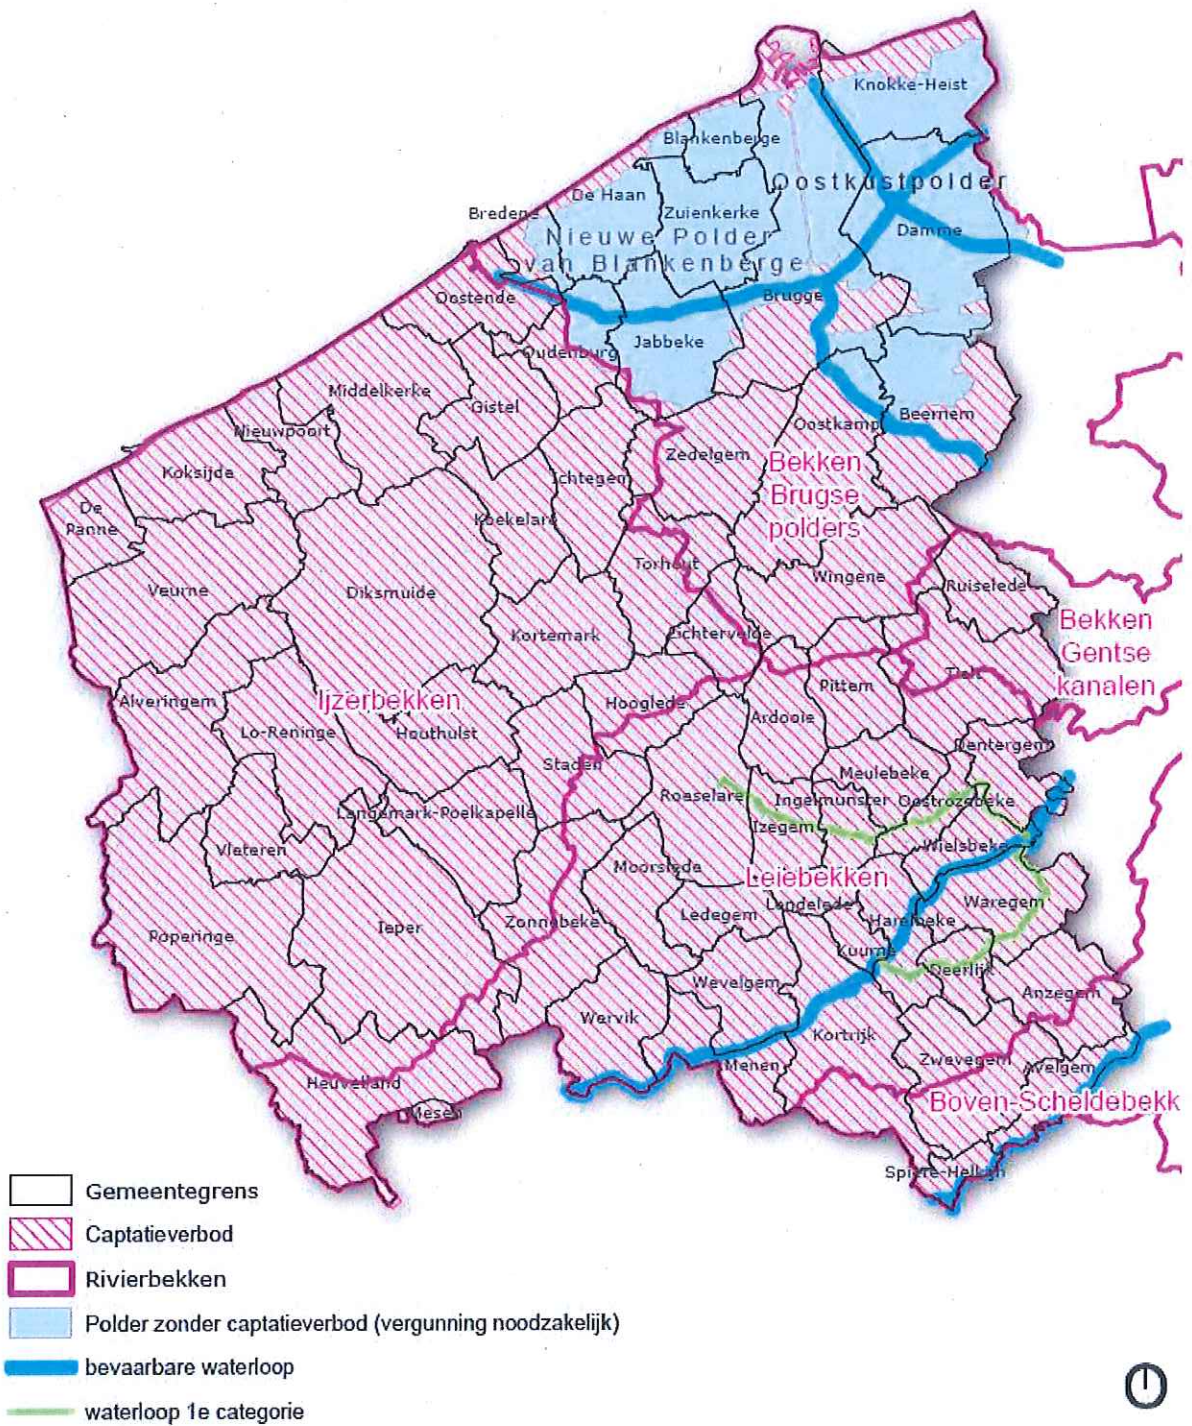 Knokke-Heist
Blankenberge
Oostkustpolder
De Haan
Bredene
Zuienkerke
Damme
Nieuwe Polder
van Blankenberge
Oostende
Brugge
Jabbeke
Oudenburg
Middelkerke
Gistel
Beernem
Oostkamp
Nieuwpoort
Zedelgem
Bekken
Brugse
polders
Koksijde
Ichtegem
De
Panne
Koekelare
Torhout
Wingene
Ruiselede
Veurne
Diksmuide
Bekken
Gentse
kanalen
Kortemark
Lichtervelde
Tielt
Pittem
Alveringem
Ijzerbekken
Hooglede
Ardooie
Lo-Reninge
Houthulst
Dentergem
Staden
Meulebeke
Roeselare
Ingelmunster
Oostrozebeke
Langemark-Poelkapelle
Izegem
Vleteren
Wielsbeke
Moorslede
Leiebekken
Lendelede
Waregem
Ledegem
Harelbeke
Poperinge
Ieper
Zonnebeke
Kuurne
Deerlijk
Wevelgem
Anzegem
Wervik
Kortrijk
Zwevegem
Menen
Avelgem
Heuvelland
Boven-Scheldebekk
Mesen
Spiere-Helkijn
Gemeentegrens
Captatieverbod
Rivierbekken
Polder zonder captatieverbod (vergunning noodzakelijk)
bevaarbare waterloop
waterloop 1e categorie